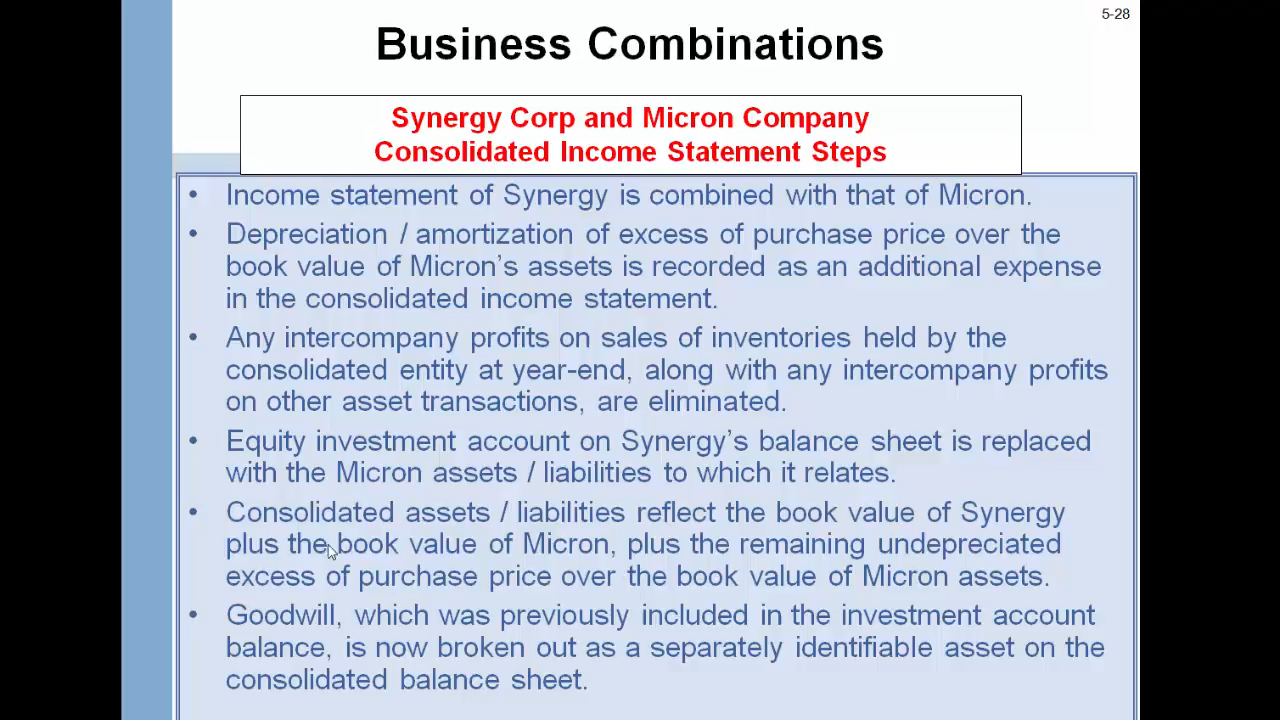 5-28
Business Combinations
Synergy Corp and Micron Company
Consolidated Income Statement Steps
• Income statement of Synergy is combined with that of Micron.
• Depreciation / amortization of excess of purchase price over the
book value of Micron’s assets is recorded as an additional expense
in the consolidated income statement.
• Any intercompany profits on sales of inventories held by the
consolidated entity at year-end, along with any intercompany profits
on other asset transactions, are eliminated.
• Equity investment account on Synergy’s balance sheet is replaced
with the Micron assets / liabilities to which it relates.
• Consolidated assets / liabilities reflect the book value of Synergy
plus the book value of Micron, plus the remaining undepreciated
excess of purchase price over the book value of Micron assets.
• Goodwill, which was previously included in the investment account
balance, is now broken out as a separately identifiable asset on the
consolidated balance sheet.